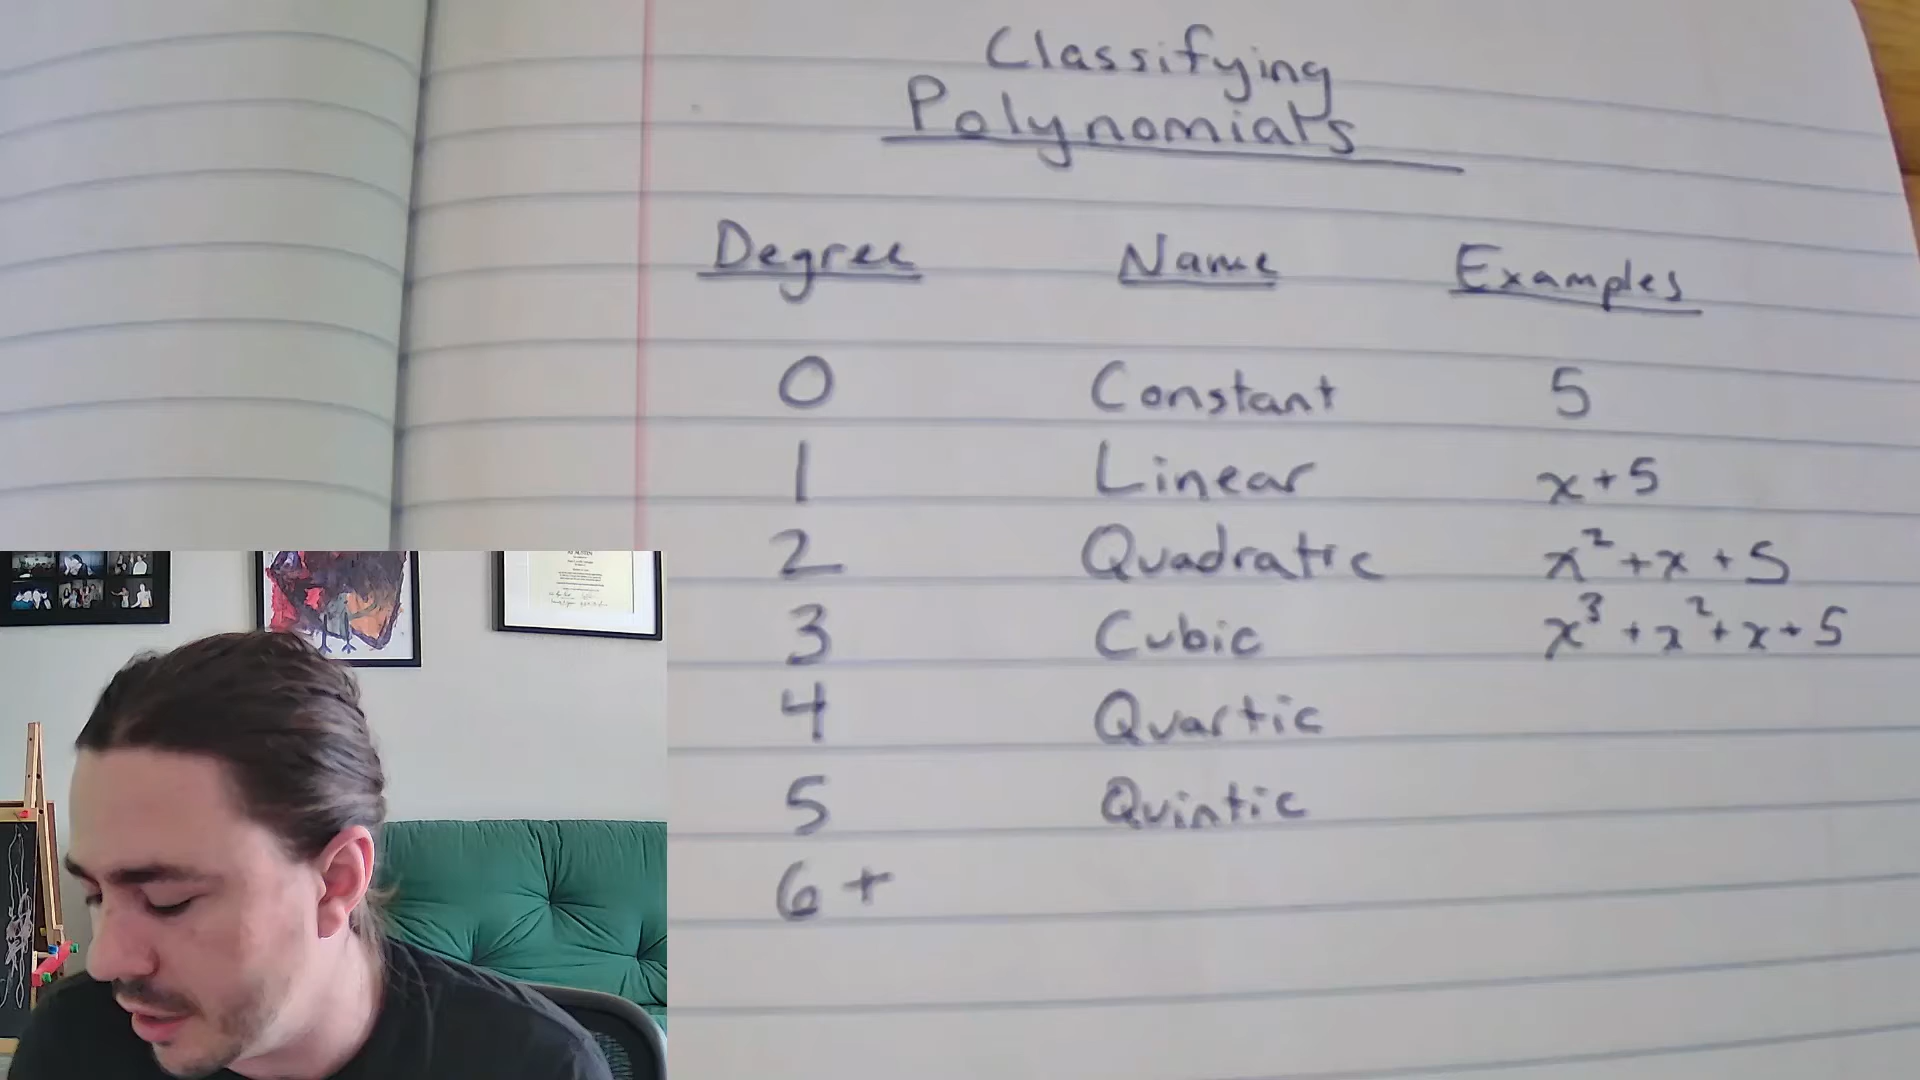 Classifying
Polynomials
Degree Name Examples
0 Constant 5
1 Linear x+5
2 Quadratic x²+x+5
3 Cubic x³+x²+x+5
4 Quartic
5 Quintic
6+